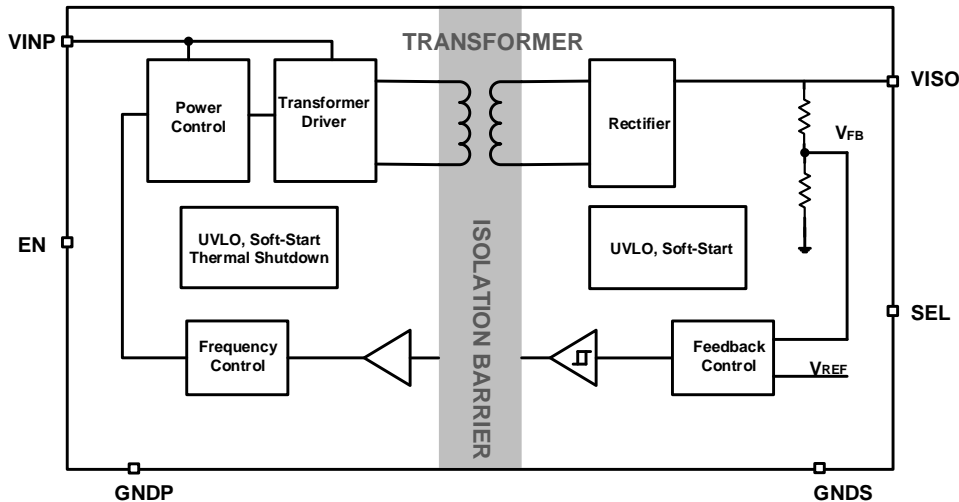 VINP
TRANSFORMER
VISO
Power
Control
Transformer
Driver
Rectifier
VFB
EN
UVLO, Soft-Start
Thermal Shutdown
ISOLATION BARRIER
UVLO, Soft-Start
SEL
Frequency
Control
Feedback
Control
VREF
GNDP
GNDS